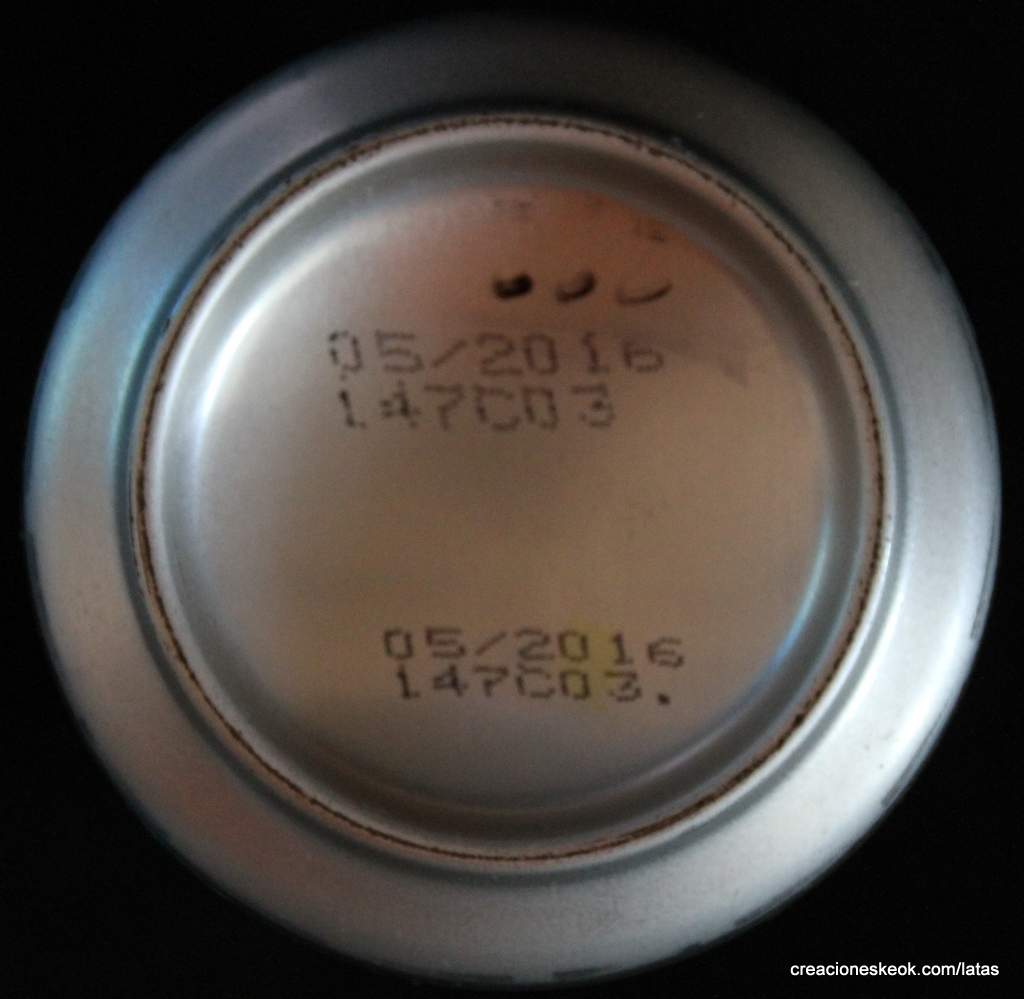 05/2016
147C03
05/2016
147C03.
creacioneskeok.com/latas